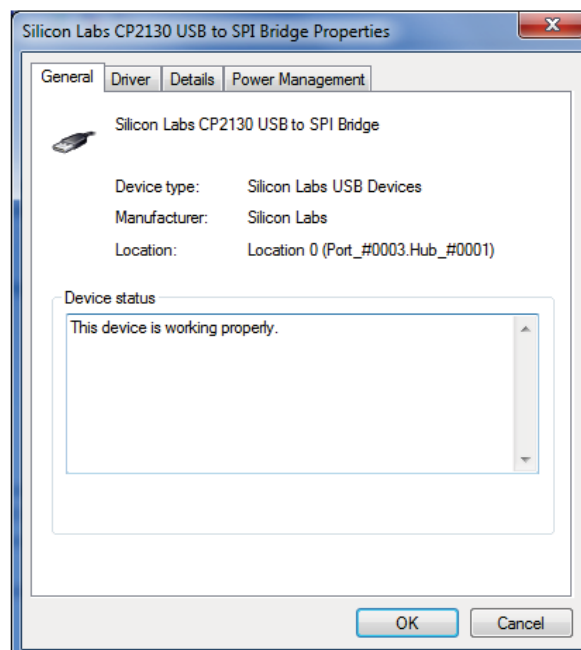 Silicon Labs CP2130 USB to SPI Bridge Properties
General Driver Details Power Management
Silicon Labs CP2130 USB to SPI Bridge
Device type: Silicon Labs USB Devices
Manufacturer: Silicon Labs
Location: Location 0 (Port_#0003.Hub_#0001)
Device status
This device is working properly.
OK Cancel